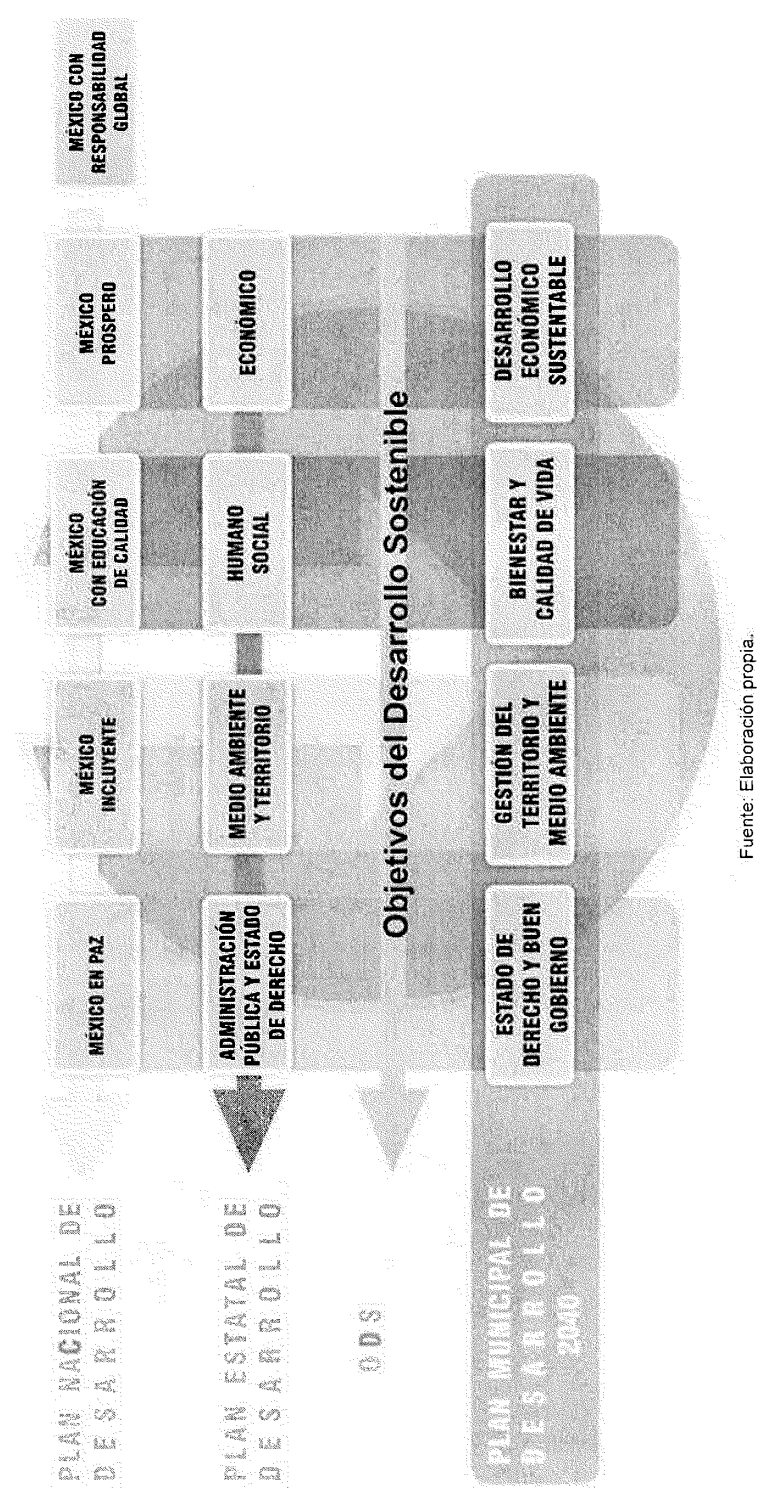 PLAN NACIONAL DE
DESARROLLO
MÉXICO EN PAZ
MÉXICO
INCLUYENTE
MÉXICO
CON EDUCACIÓN
DE CALIDAD
MÉXICO
PROSPERO
MÉXICO CON
RESPONSABILIDAD
GLOBAL
PLAN ESTATAL DE
DESARROLLO
ADMINISTRACIÓN
PÚBLICA Y ESTADO
DE DERECHO
MEDIO AMBIENTE
Y TERRITORIO
HUMANO
SOCIAL
ECONÓMICO
ODS
Objetivos del Desarrollo Sostenible
PLAN MUNICIPAL DE
DESARROLLO
2040
ESTADO DE
DERECHO Y BUEN
GOBIERNO
GESTIÓN DEL
TERRITORIO Y
MEDIO AMBIENTE
BIENESTAR Y
CALIDAD DE VIDA
DESARROLLO
ECONÓMICO
SUSTENTABLE
Fuente: Elaboración propia.